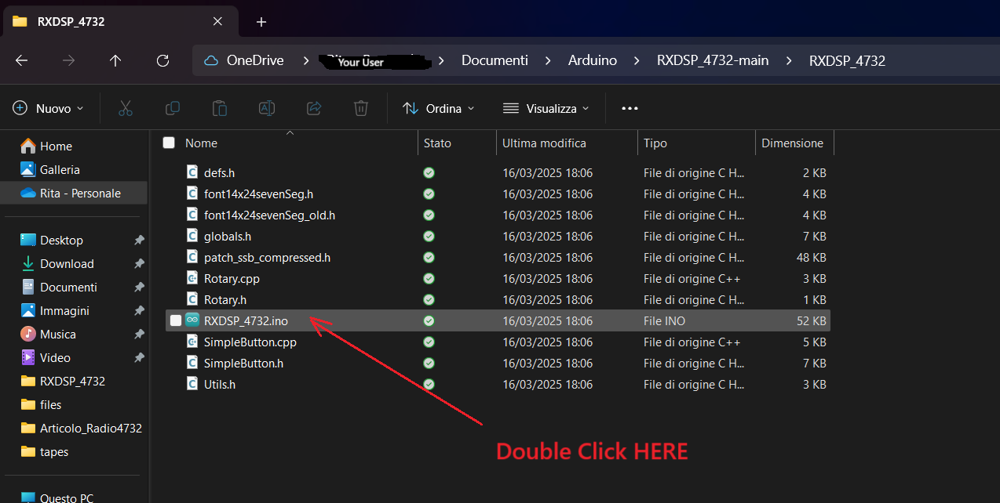 RXDSP_4732
OneDrive > Your User > Documenti > Arduino > RXDSP_4732-main > RXDSP_4732
Nuovo Ordina Visualizza
Nome Stato Ultima modifica Tipo Dimensione
Home
Galleria
Rita - Personale
Desktop
Download
Documenti
Immagini
Musica
Video
RXDSP_4732
files
Articolo_Radio4732
tapes
Questo PC
defs.h 16/03/2025 18:06 File di origine C H... 2 KB
font14x24sevenSeg.h 16/03/2025 18:06 File di origine C H... 4 KB
font14x24sevenSeg_old.h 16/03/2025 18:06 File di origine C H... 4 KB
globals.h 16/03/2025 18:06 File di origine C H... 7 KB
patch_ssb_compressed.h 16/03/2025 18:06 File di origine C H... 48 KB
Rotary.cpp 16/03/2025 18:06 File di origine C++ 3 KB
Rotary.h 16/03/2025 18:06 File di origine C H... 1 KB
RXDSP_4732.ino 16/03/2025 18:06 File INO 52 KB
SimpleButton.cpp 16/03/2025 18:06 File di origine C++ 5 KB
SimpleButton.h 16/03/2025 18:06 File di origine C H... 7 KB
Utils.h 16/03/2025 18:06 File di origine C H... 3 KB
Double Click HERE